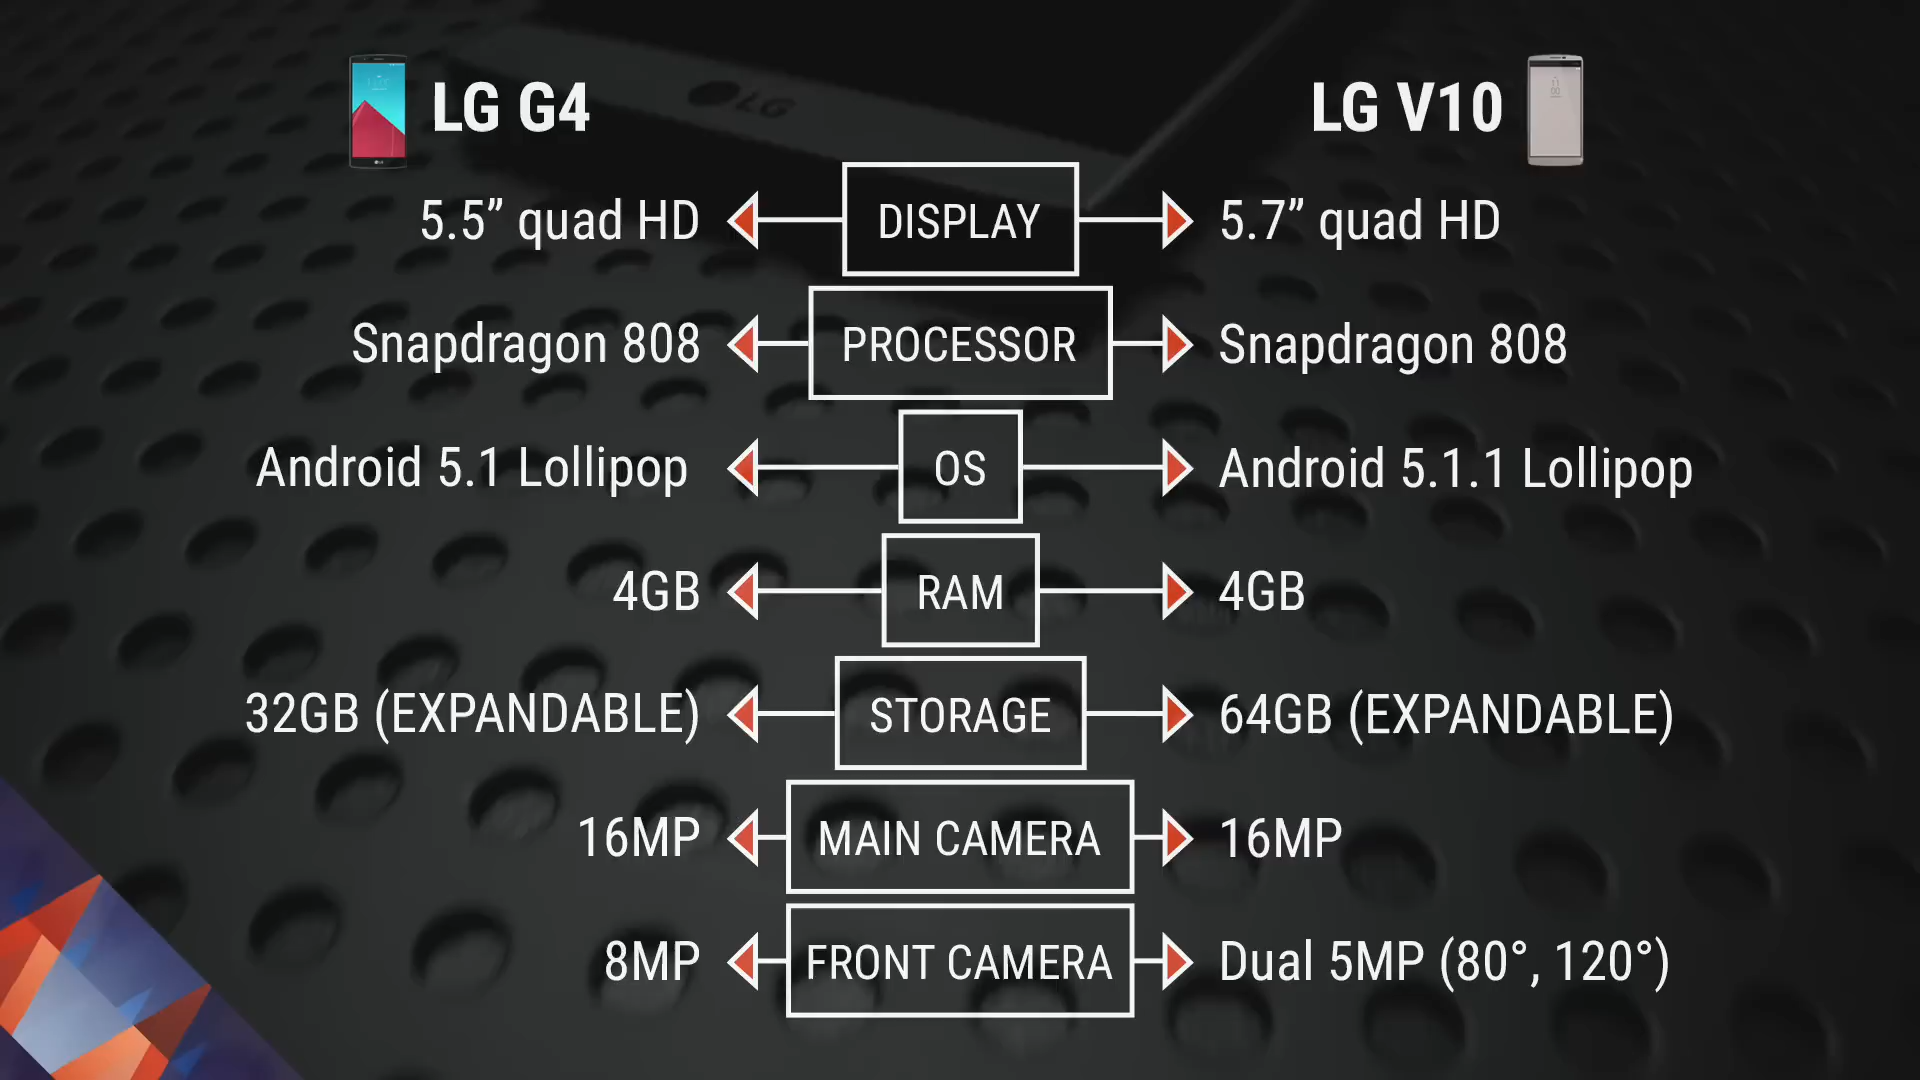 LG
LG G4
LG V10
5.5” quad HD
DISPLAY
5.7” quad HD
Snapdragon 808
PROCESSOR
Snapdragon 808
Android 5.1 Lollipop
OS
Android 5.1.1 Lollipop
4GB
RAM
4GB
32GB (EXPANDABLE)
STORAGE
64GB (EXPANDABLE)
16MP
MAIN CAMERA
16MP
8MP
FRONT CAMERA
Dual 5MP (80°, 120°)